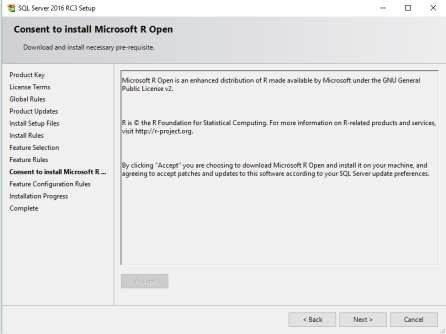 SQL Server 2016 RC3 Setup
Consent to install Microsoft R Open
Download and install necessary pre-requisite.
Product Key
License Terms
Global Rules
Product Updates
Install Setup Files
Install Rules
Feature Selection
Feature Rules
Consent to install Microsoft R ...
Feature Configuration Rules
Installation Progress
Complete
Microsoft R Open is an enhanced distribution of R made available by Microsoft under the GNU General
Public License v2.
R is © the R Foundation for Statistical Computing. For more information on R-related products and services,
visit http://r-project.org.
By clicking "Accept" you are choosing to download Microsoft R Open and install it on your machine, and
agreeing to accept patches and updates to this software according to your SQL Server update preferences.
Accept
< Back
Next >
Cancel